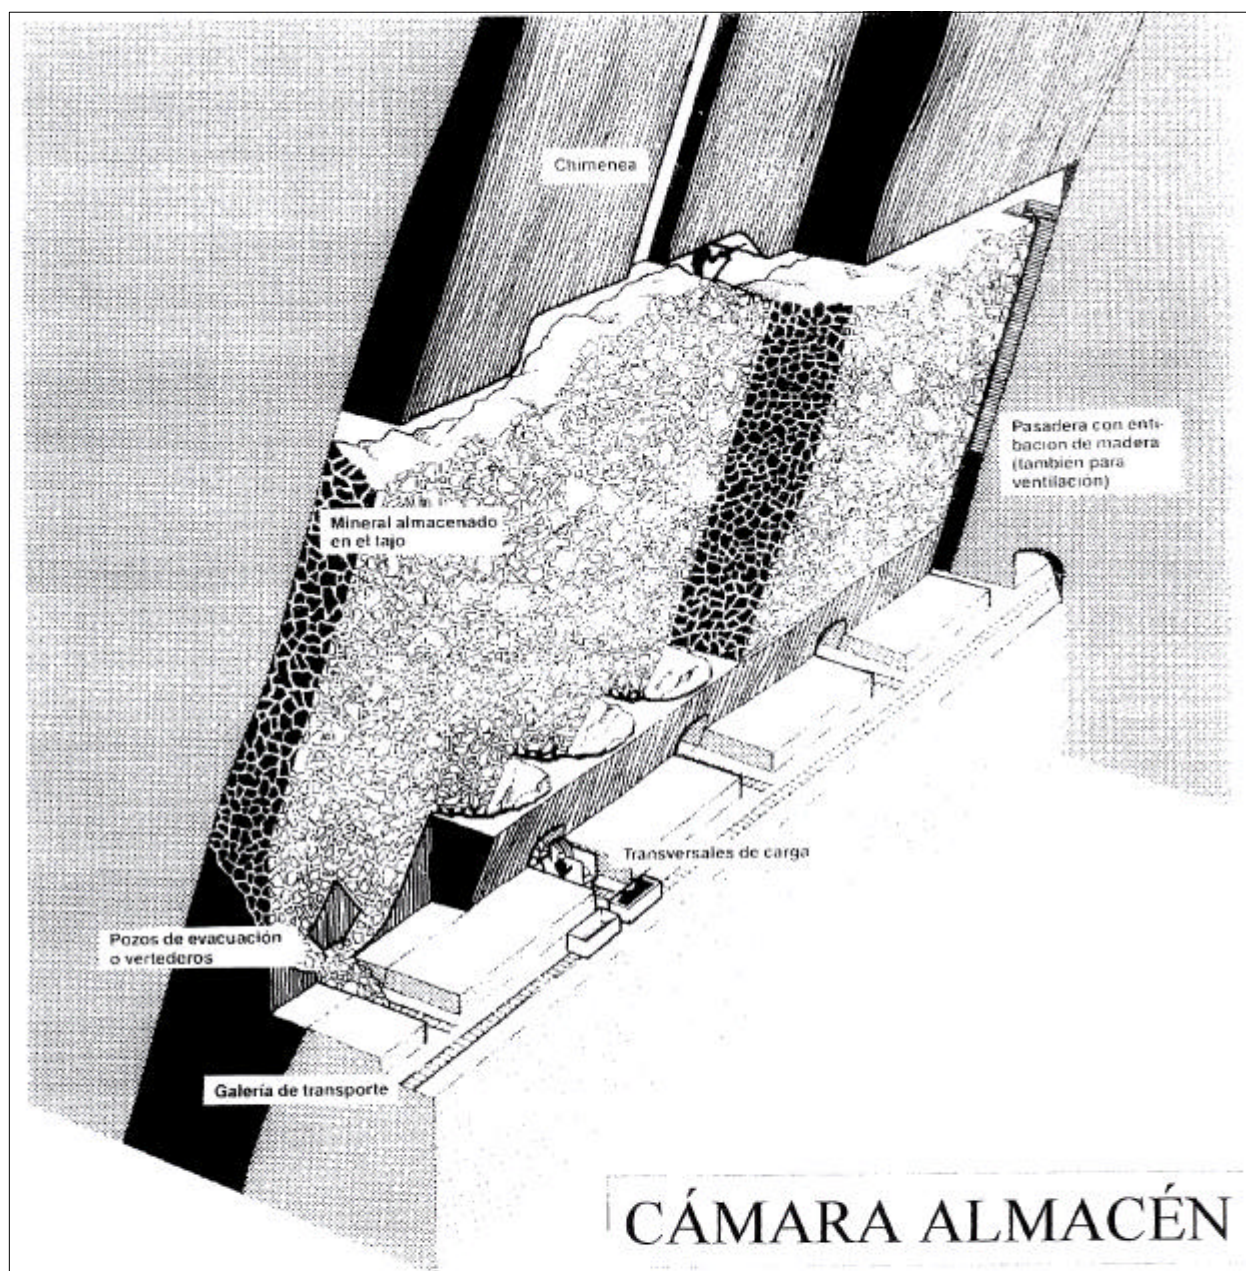 Chimenea
Pasadera con enti-
bacion de madera
(tambien para
ventilación)
Mineral almacenado
en el tajo
Transversales de carga
Pozos de evacuación
o vertederos
Galería de transporte
CÁMARA ALMACÉN